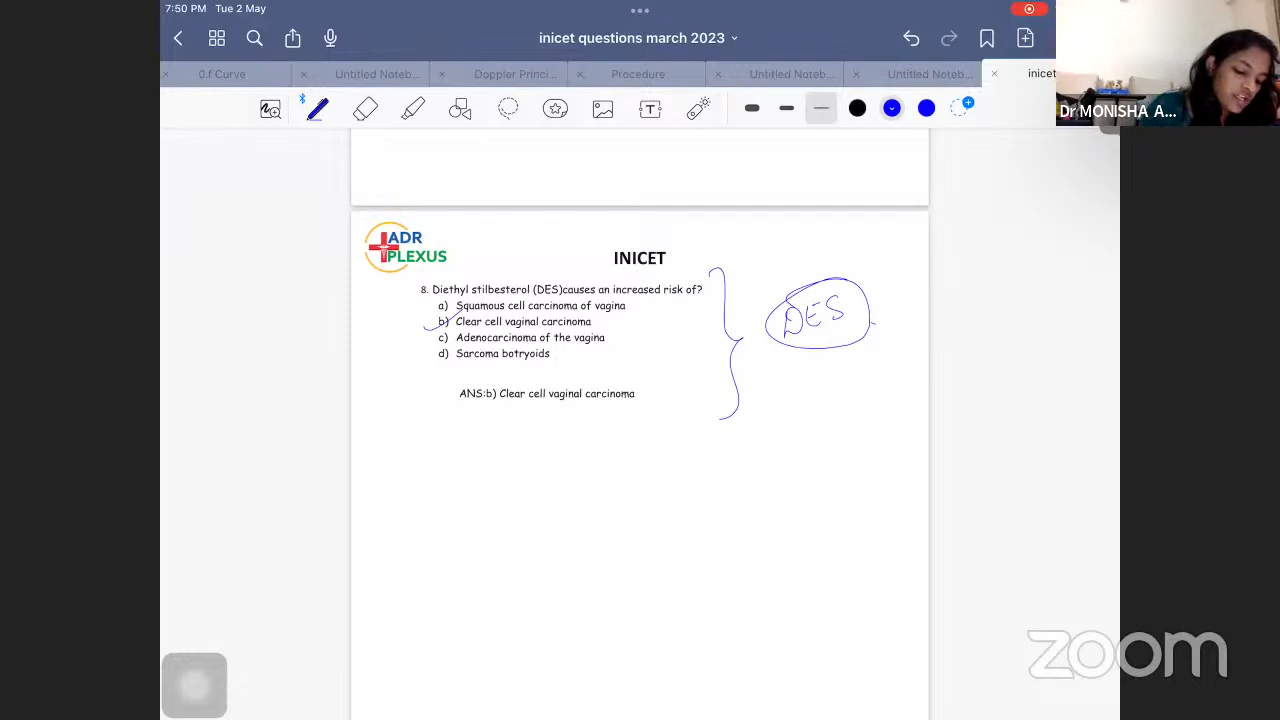 7:50 PM Tue 2 May
inicet questions march 2023
0.f Curve
Untitled Noteb...
Doppler Princi...
Procedure
Untitled Noteb...
Untitled Noteb...
inicet
Dr MONISHA A...
ADR
PLEXUS
INICET
8. Diethyl stilbesterol (DES)causes an increased risk of?
a) Squamous cell carcinoma of vagina
b) Clear cell vaginal carcinoma
c) Adenocarcinoma of the vagina
d) Sarcoma botryoids
DES
ANS:b) Clear cell vaginal carcinoma
zoom